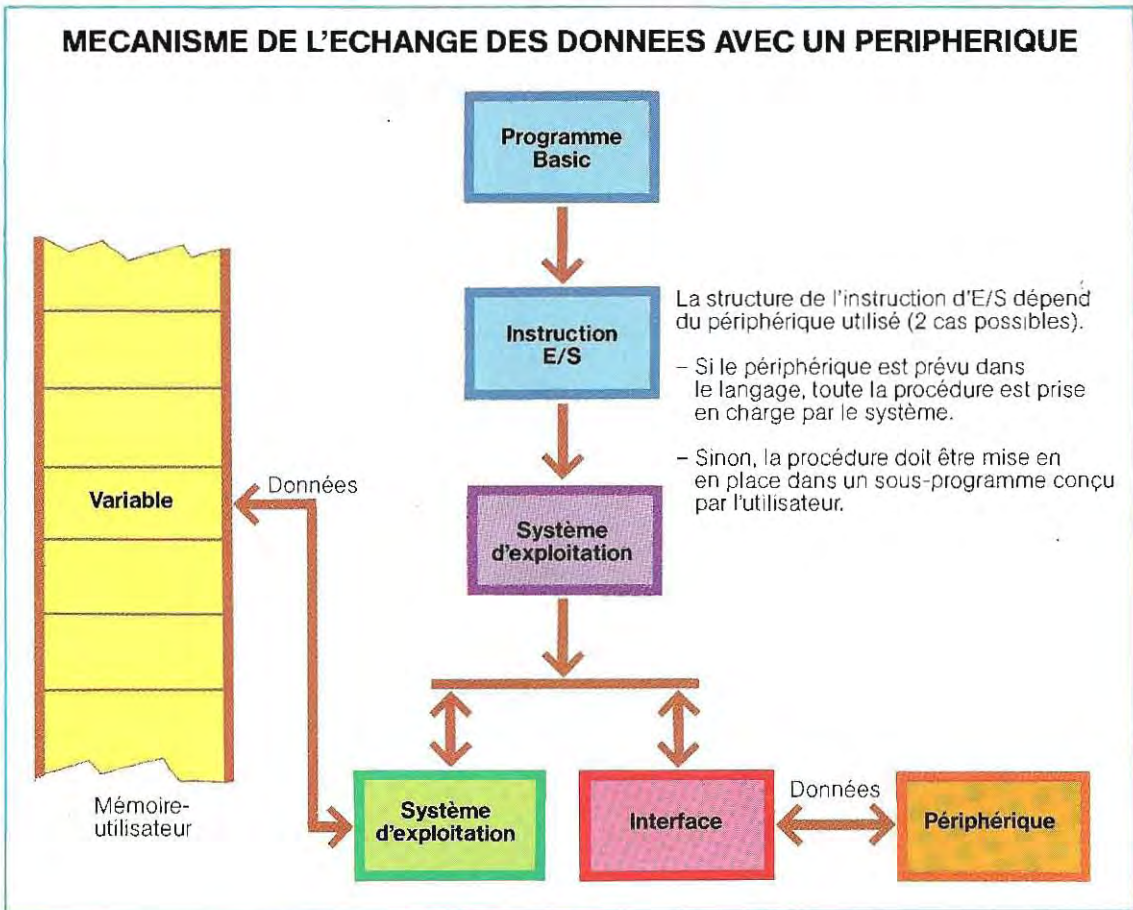 MECANISME DE L'ECHANGE DES DONNEES AVEC UN PERIPHERIQUE
Programme
Basic
Instruction
E/S
La structure de l'instruction d'E/S dépend
du périphérique utilisé (2 cas possibles).
– Si le périphérique est prévu dans
le langage, toute la procédure est prise
en charge par le système.
– Sinon, la procédure doit être mise en
en place dans un sous-programme conçu
par l'utilisateur.
Variable
Données
Système
d'exploitation
Mémoire-
utilisateur
Système
d'exploitation
Interface
Données
Périphérique